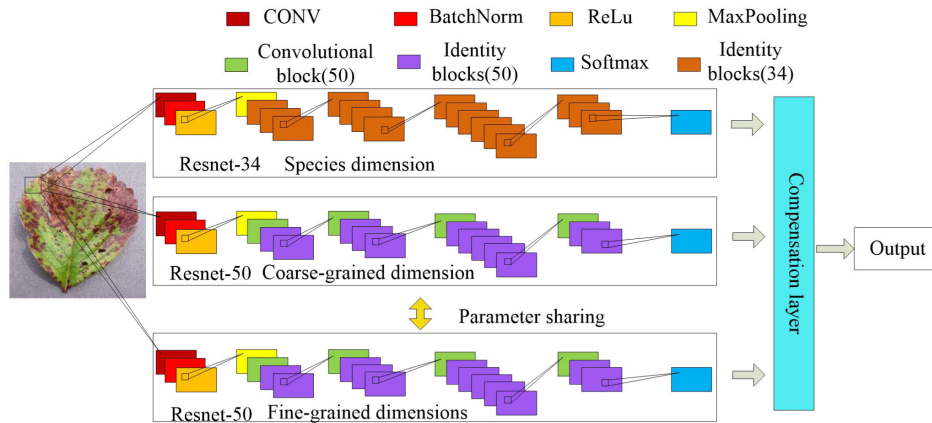 CONV
BatchNorm
ReLu
MaxPooling
Convolutional
block(50)
Identity
blocks(50)
Softmax
Identity
blocks(34)
Resnet-34 Species dimension
Resnet-50 Coarse-grained dimension
Parameter sharing
Resnet-50 Fine-grained dimensions
Compensation layer
Output